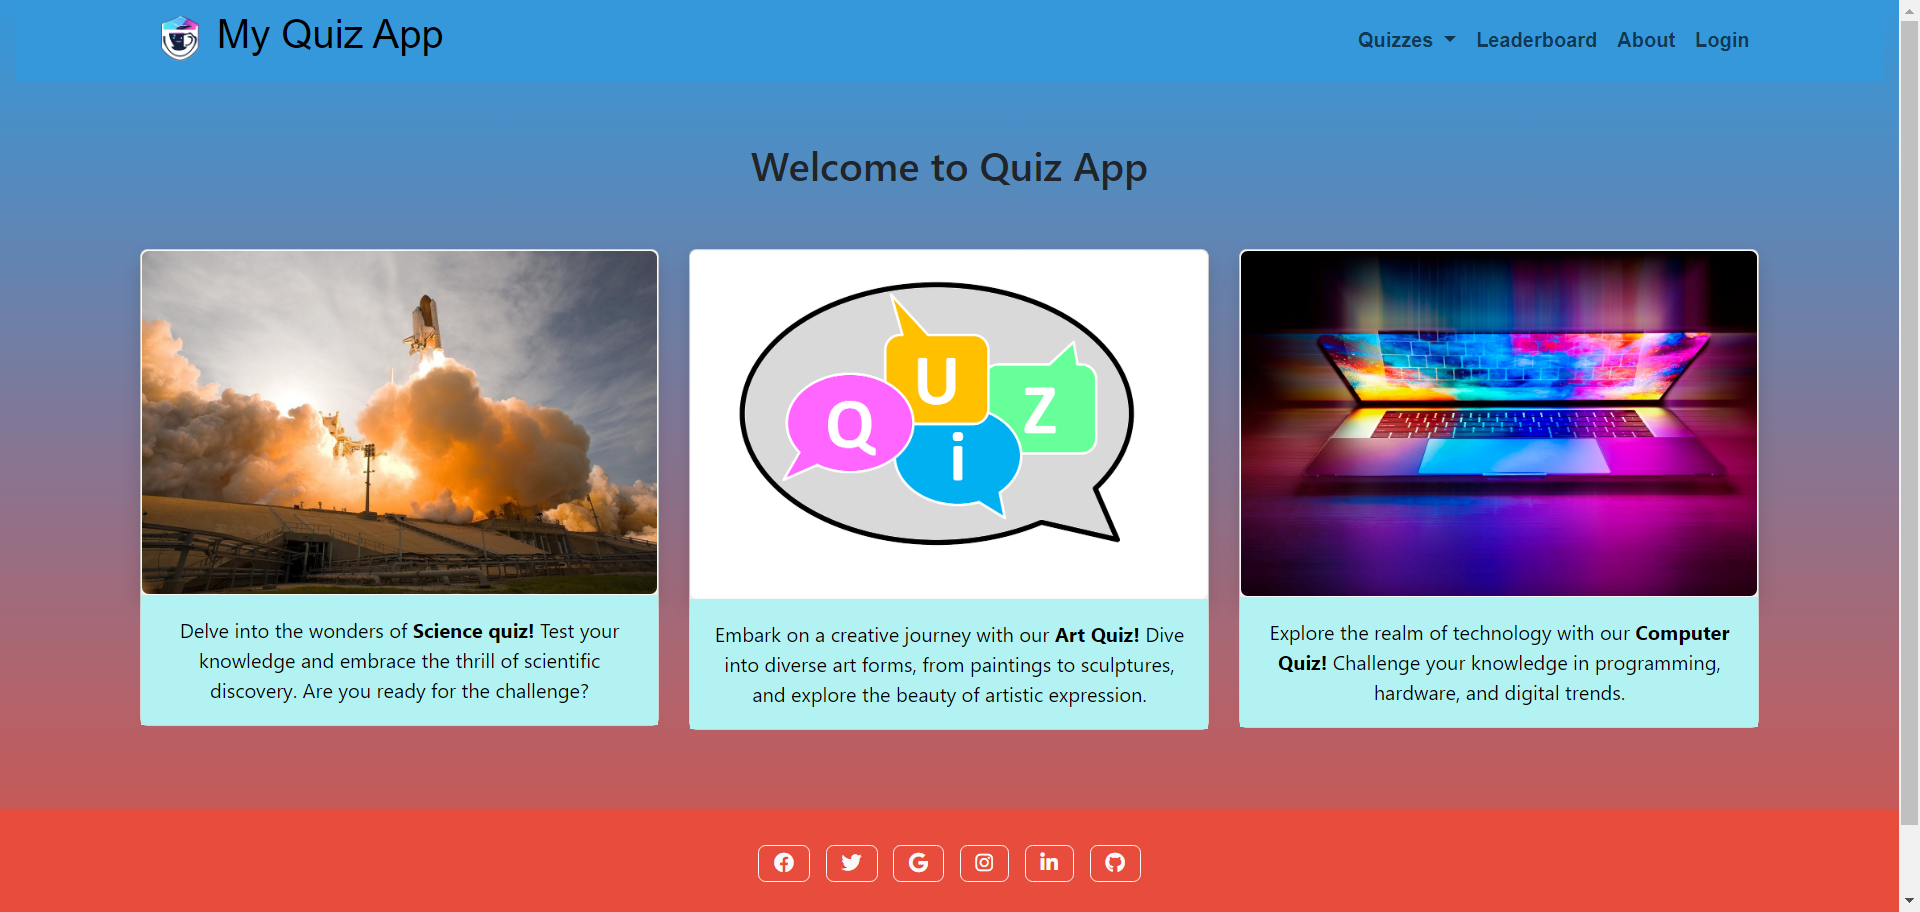 My Quiz App
Quizzes Leaderboard About Login
Welcome to Quiz App
Q U i Z
Delve into the wonders of Science quiz! Test your
knowledge and embrace the thrill of scientific
discovery. Are you ready for the challenge?
Embark on a creative journey with our Art Quiz! Dive
into diverse art forms, from paintings to sculptures,
and explore the beauty of artistic expression.
Explore the realm of technology with our Computer
Quiz! Challenge your knowledge in programming,
hardware, and digital trends.